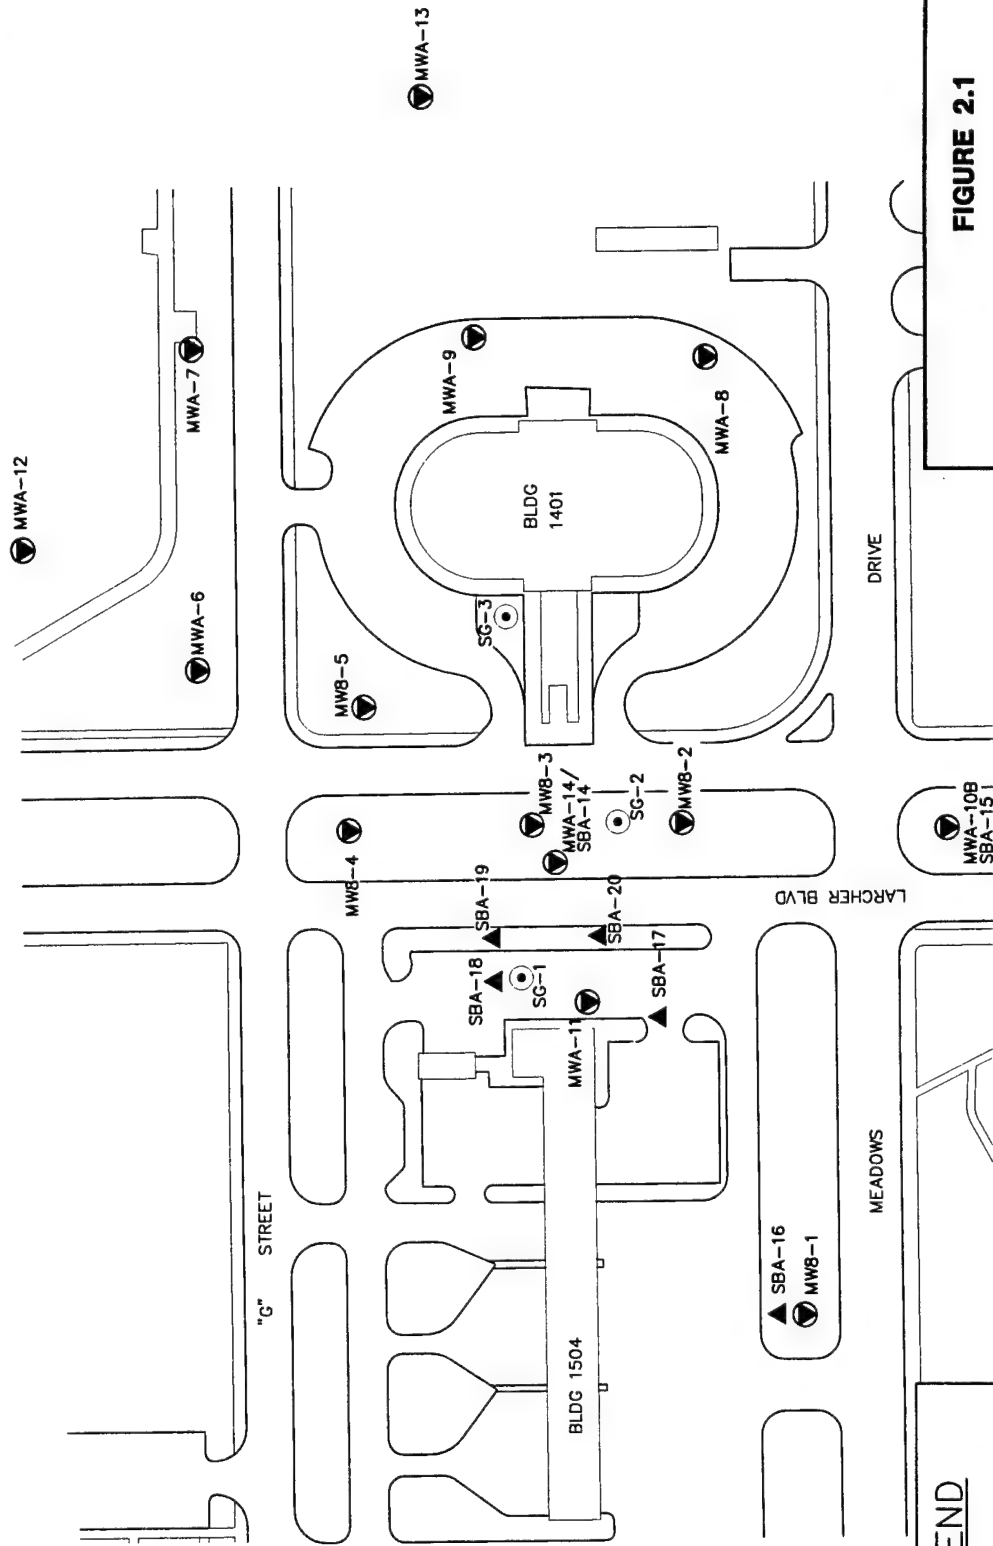 MWA-13
FIGURE 2.1
MWA-12
MWA-7
MWA-9
MWA-8
MWA-6
BLDG
1401
DRIVE
SG-3
MW8-5
MW8-3
MWA-14/
SBA-14
SG-2
MW8-2
MW8-4
MWA-10B
SBA-15
SBA-19
SBA-20
LARCHER BLVD
SBA-18
SG-1
SBA-17
MWA-11
"G" STREET
MEADOWS
SBA-16
MW8-1
BLDG 1504
END